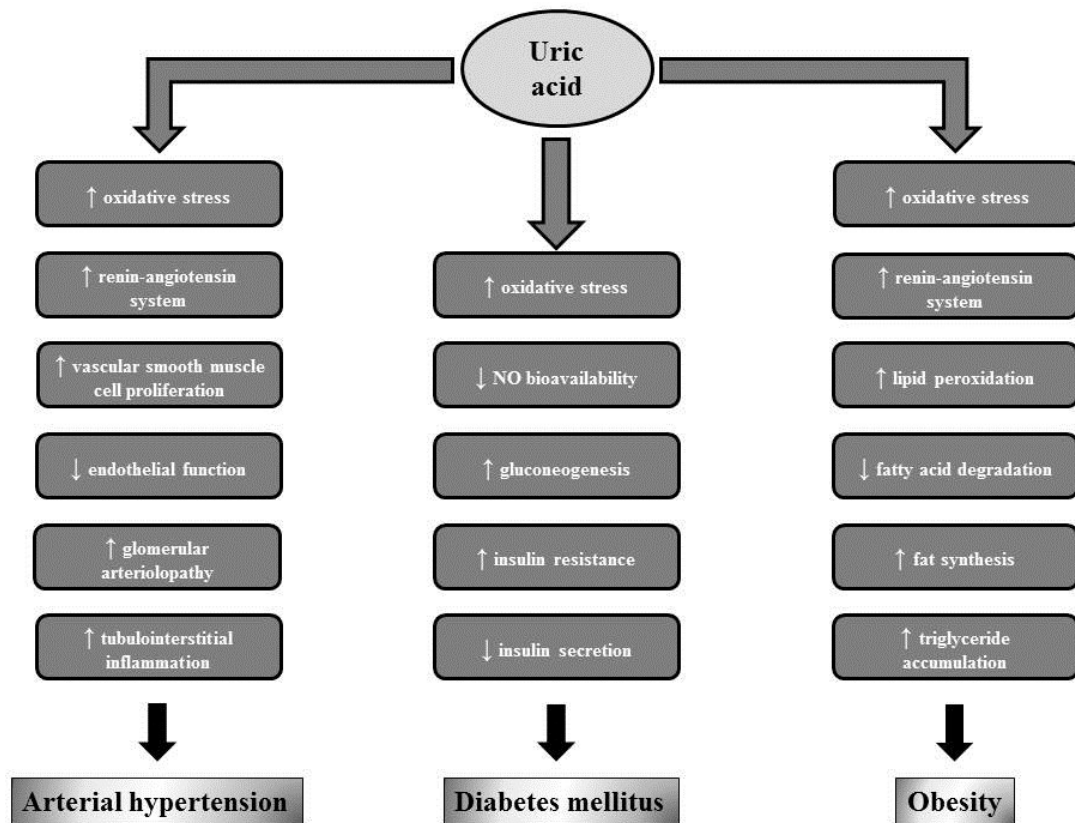 Uric
acid
↑ oxidative stress
↑ renin-angiotensin
system
↑ vascular smooth muscle
cell proliferation
↓ endothelial function
↑ glomerular
arteriolopathy
↑ tubulointerstitial
inflammation
Arterial hypertension
↑ oxidative stress
↓ NO bioavailability
↑ gluconeogenesis
↑ insulin resistance
↓ insulin secretion
Diabetes mellitus
↑ oxidative stress
↑ renin-angiotensin
system
↑ lipid peroxidation
↓ fatty acid degradation
↑ fat synthesis
↑ triglyceride
accumulation
Obesity